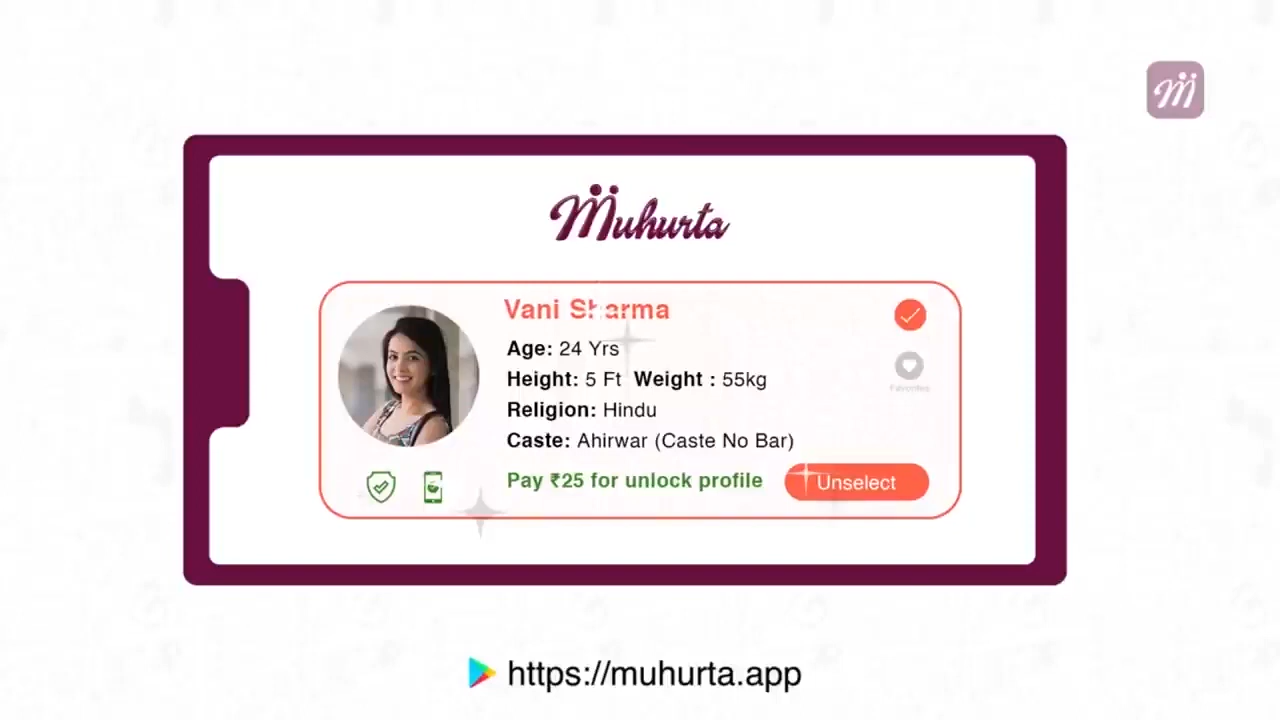 Muhurta
Vani Sharma
Age: 24 Yrs
Height: 5 Ft Weight : 55kg
Favorites
Religion: Hindu
Caste: Ahirwar (Caste No Bar)
Pay ₹25 for unlock profile
Unselect
https://muhurta.app